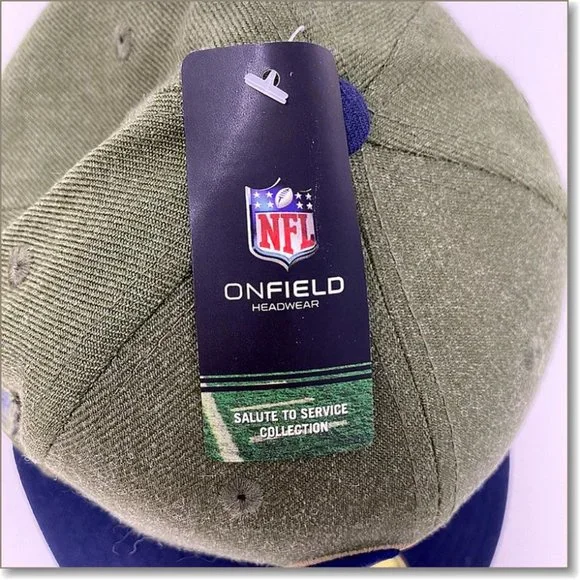 NFL
ONFIELD
HEADWEAR
SALUTE TO SERVICE
COLLECTION